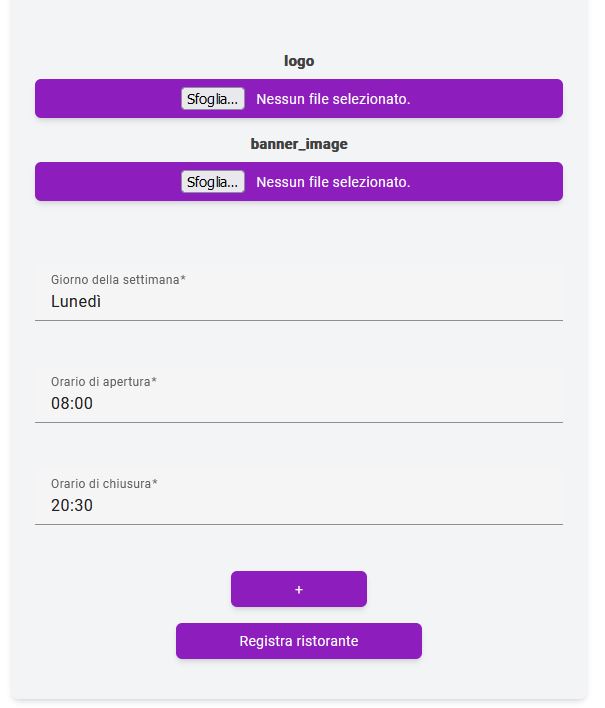 logo
Sfoglia... Nessun file selezionato.
banner_image
Sfoglia... Nessun file selezionato.
Giorno della settimana*
Lunedì
Orario di apertura*
08:00
Orario di chiusura*
20:30
+
Registra ristorante